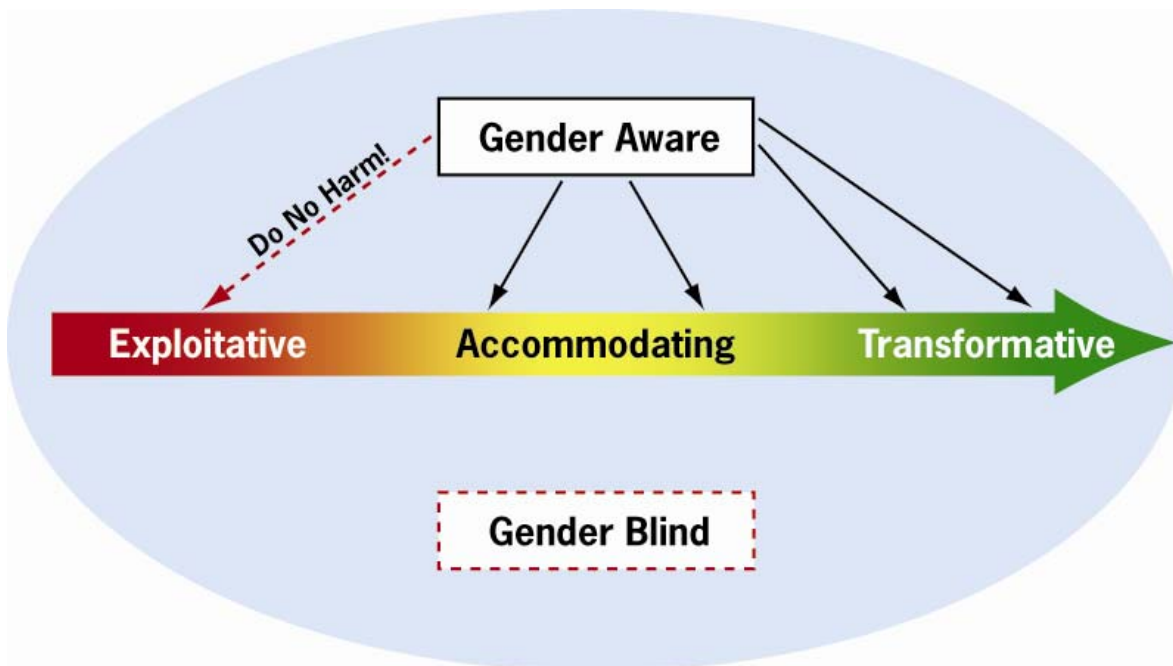 Gender Aware
Do No Harm!
Exploitative
Accommodating
Transformative
Gender Blind